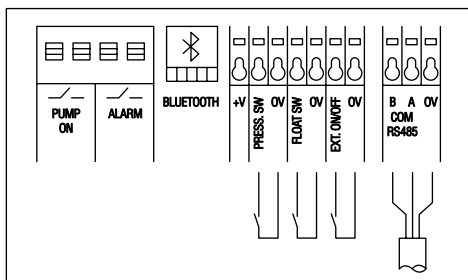 PUMP
ON
ALARM
BLUETOOTH
+V
PRESS. SW
0V
FLOAT SW
0V
EXT. ON/OFF
0V
B A 0V
COM
RS485